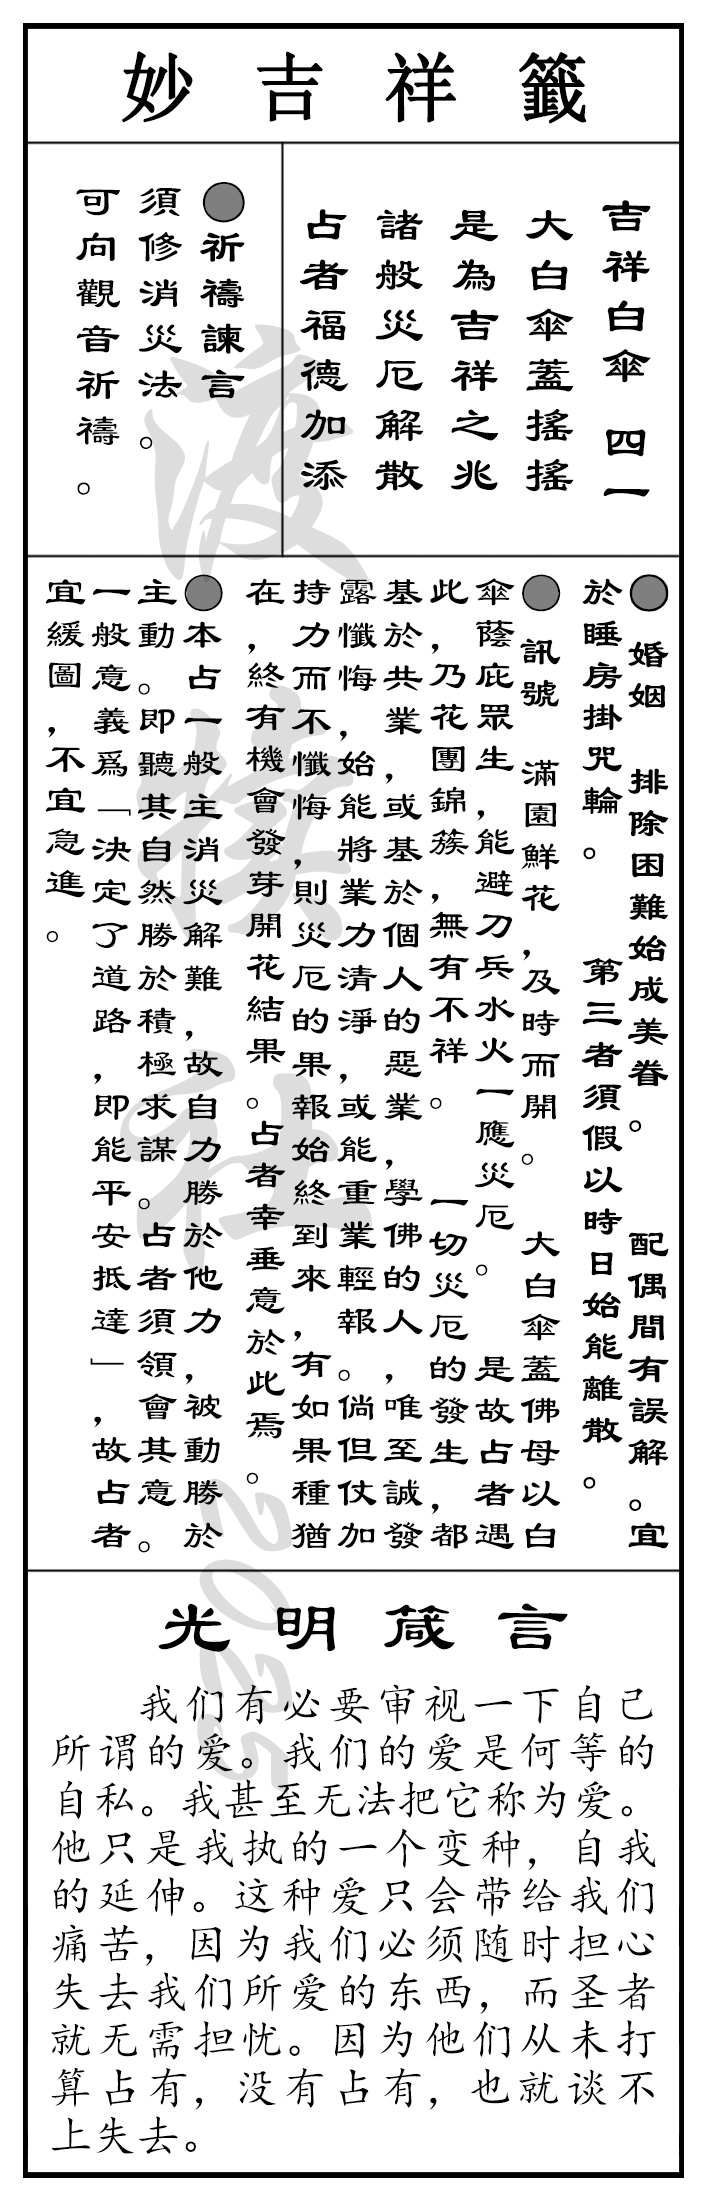 妙吉祥籤
吉祥白傘 四一
大白傘蓋搖搖
是為吉祥之兆
諸般災厄解散
占者福德加添
●祈禱諫言
須修消災法。
可向觀音祈禱。
●婚姻 排除困難始成美眷。 配偶間有誤解。宜
於睡房掛咒輪。 第三者須假以時日始能離散。
●訊號 滿園鮮花,及時而開。 大白傘蓋佛母以白
傘蔭庇眾生,能避刀兵水火一應災厄。 是故占者遇
此,乃花團錦簇,無有不祥。 一切災厄的發生,都
基於共業,或基於個人的惡業,學佛的人,唯至誠發
露懺悔,始能將業力清淨,或能重業輕報。倘但仗加
持力而不懺悔,則災厄的果報始終到來,有如果種猶
在,終有機會發芽開花結果。占者幸垂意於此焉。
●本占一般主消災解難,故自力勝於他力,被動勝於
主動。即聽其自然勝於積極求謀。占者須領會其意。
一般意義爲「決定了道路,即能平安抵達」,故占者
宜緩圖,不宜急進。
光明箴言
我们有必要审视一下自己
所谓的爱。我们的爱是何等的
自私。我甚至无法把它称为爱。
他只是我执的一个变种，自我
的延伸。这种爱只会带给我们
痛苦，因为我们必须随时担心
失去我们所爱的东西，而圣者
就无需担忧。因为他们从未打
算占有，没有占有，也就谈不
上失去。
2025